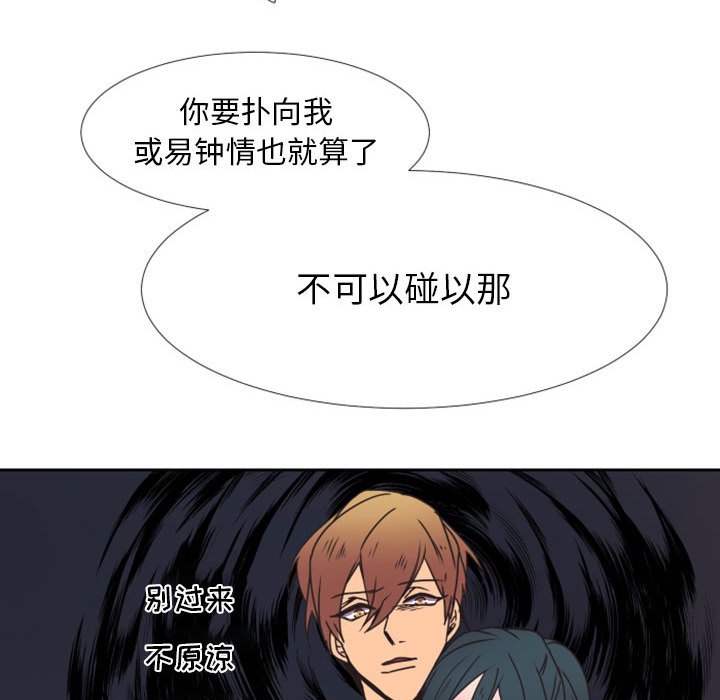 你要扑向我
或易钟情也就算了
不可以碰以那
别过来
不原凉